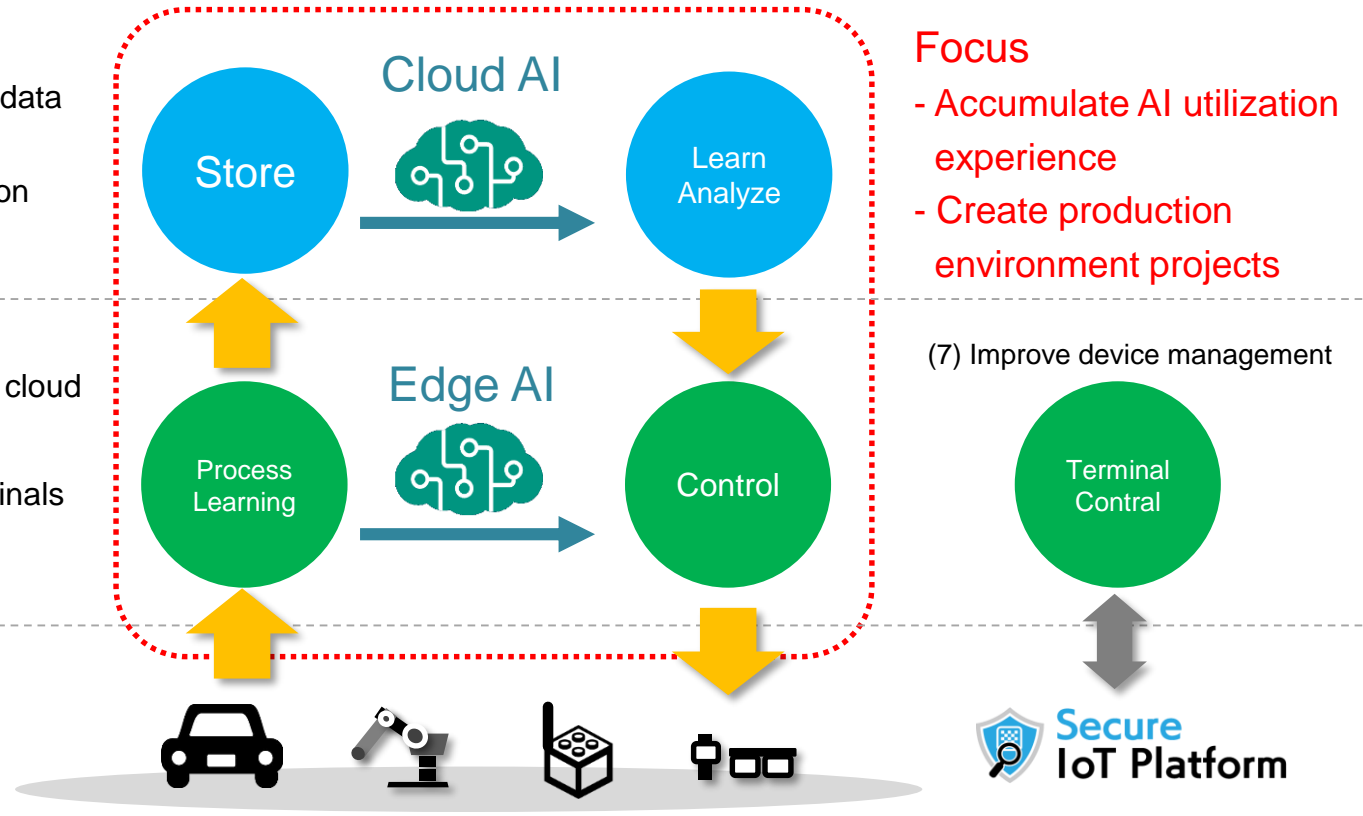 data
on
cloud
inals
Cloud AI
Store
Learn
Analyze
Edge AI
Process
Learning
Control
Focus
- Accumulate AI utilization
experience
- Create production
environment projects
(7) Improve device management
Terminal
Contral
Secure
IoT Platform